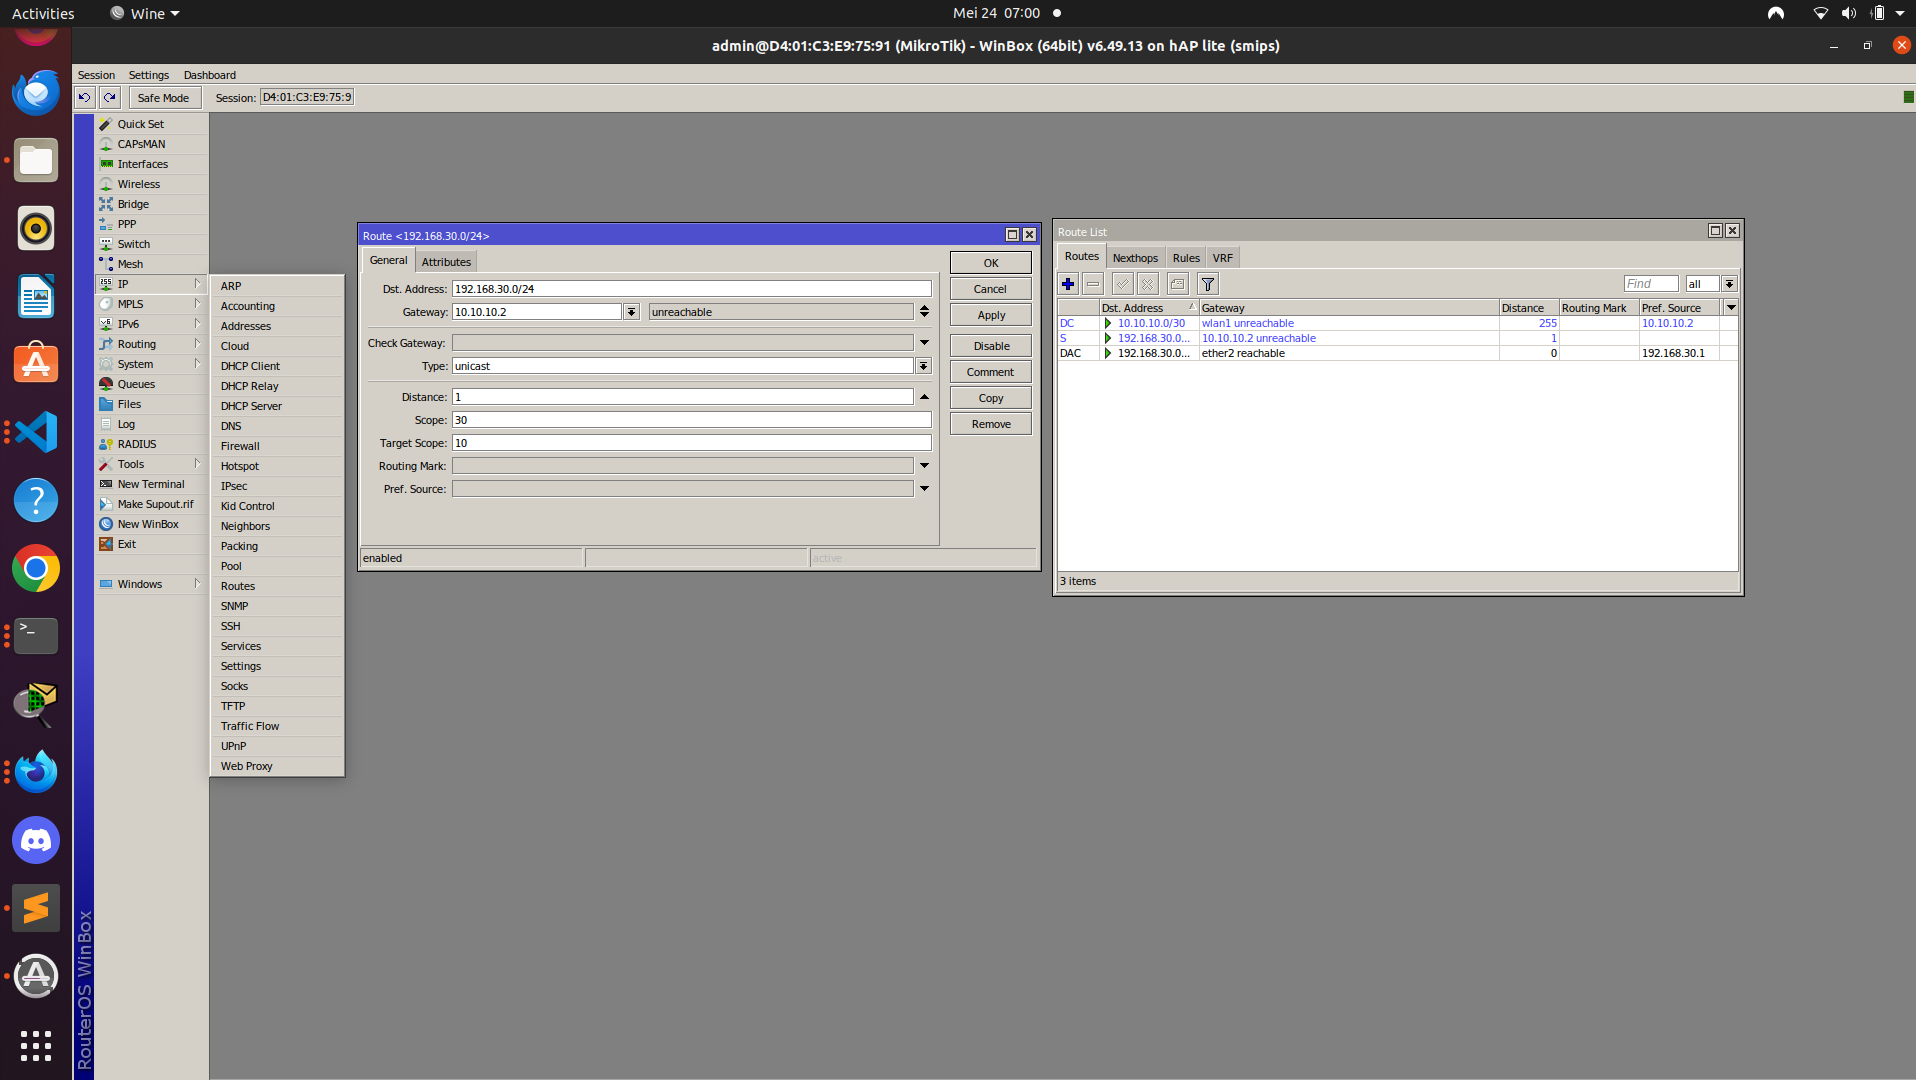 Activities
Wine
Mei 24 07:00
admin@D4:01:C3:E9:75:91 (MikroTik) - WinBox (64bit) v6.49.13 on hAP lite (smips)
Session Settings Dashboard
Safe Mode Session: D4:01:C3:E9:75:9
Quick Set
CAPsMAN
Interfaces
Wireless
Bridge
PPP
Switch
Mesh
IP
MPLS
IPv6
Routing
System
Queues
Files
Log
RADIUS
Tools
New Terminal
Make Supout.rif
New WinBox
Exit
Windows
RouterOS WinBox
ARP
Accounting
Addresses
Cloud
DHCP Client
DHCP Relay
DHCP Server
DNS
Firewall
Hotspot
IPsec
Kid Control
Neighbors
Packing
Pool
Routes
SNMP
SSH
Services
Settings
Socks
TFTP
Traffic Flow
UPnP
Web Proxy
Route <192.168.30.0/24>
General Attributes
Dst. Address: 192.168.30.0/24
Gateway: 10.10.10.2 unreachable
Check Gateway:
Type: unicast
Distance: 1
Scope: 30
Target Scope: 10
Routing Mark:
Pref. Source:
OK
Cancel
Apply
Disable
Comment
Copy
Remove
enabled active
Route List
Routes Nexthops Rules VRF
Find all
Dst. Address Gateway Distance Routing Mark Pref. Source
DC 10.10.10.0/30 wlan1 unreachable 255 10.10.10.2
S 192.168.30.0... 10.10.10.2 unreachable 1
DAC 192.168.30.0... ether2 reachable 0 192.168.30.1
3 items